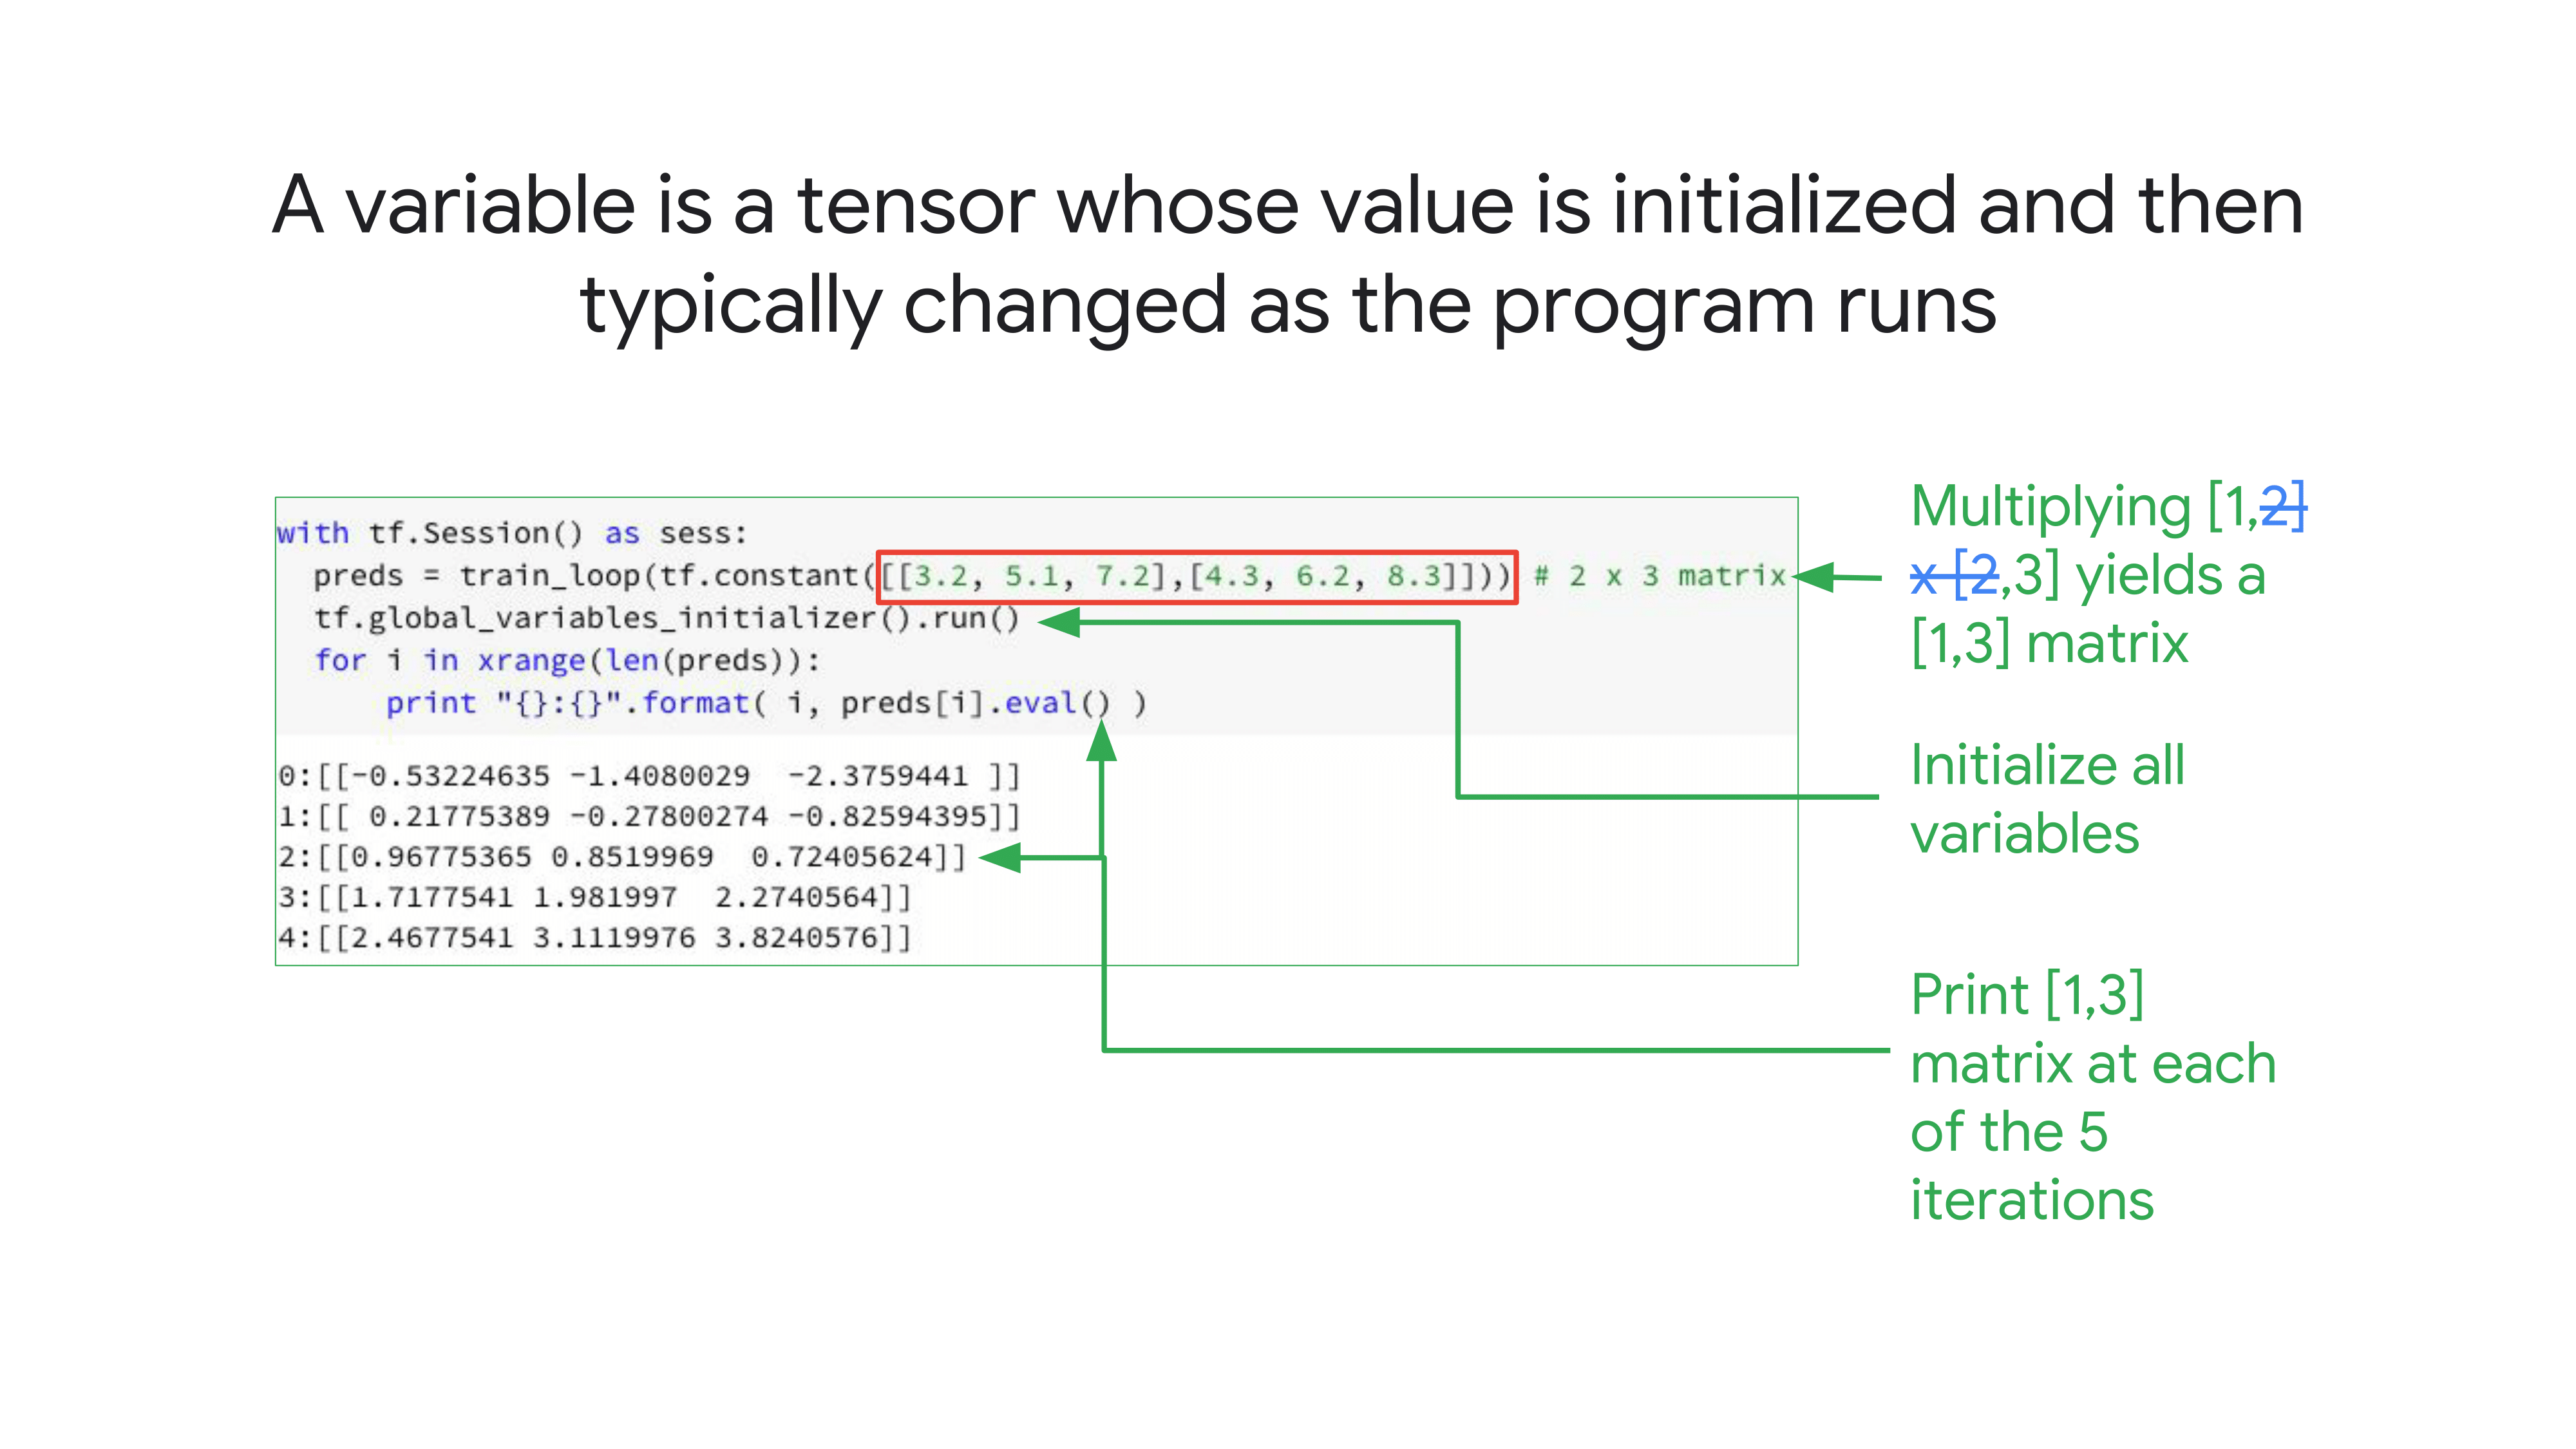 A variable is a tensor whose value is initialized and then
typically changed as the program runs
with tf.Session() as sess:
  preds = train_loop(tf.constant([[3.2, 5.1, 7.2],[4.3, 6.2, 8.3]])) # 2 x 3 matrix
  tf.global_variables_initializer().run()
  for i in xrange(len(preds)):
      print "{}:{}".format( i, preds[i].eval() )
0:[[-0.53224635 -1.4080029  -2.3759441 ]]
1:[[ 0.21775389 -0.27800274 -0.82594395]]
2:[[0.96775365 0.8519969  0.72405624]]
3:[[1.7177541 1.981997  2.2740564]]
4:[[2.4677541 3.1119976 3.8240576]]
Multiplying [1,2]
x [2,3] yields a
[1,3] matrix
Initialize all
variables
Print [1,3]
matrix at each
of the 5
iterations